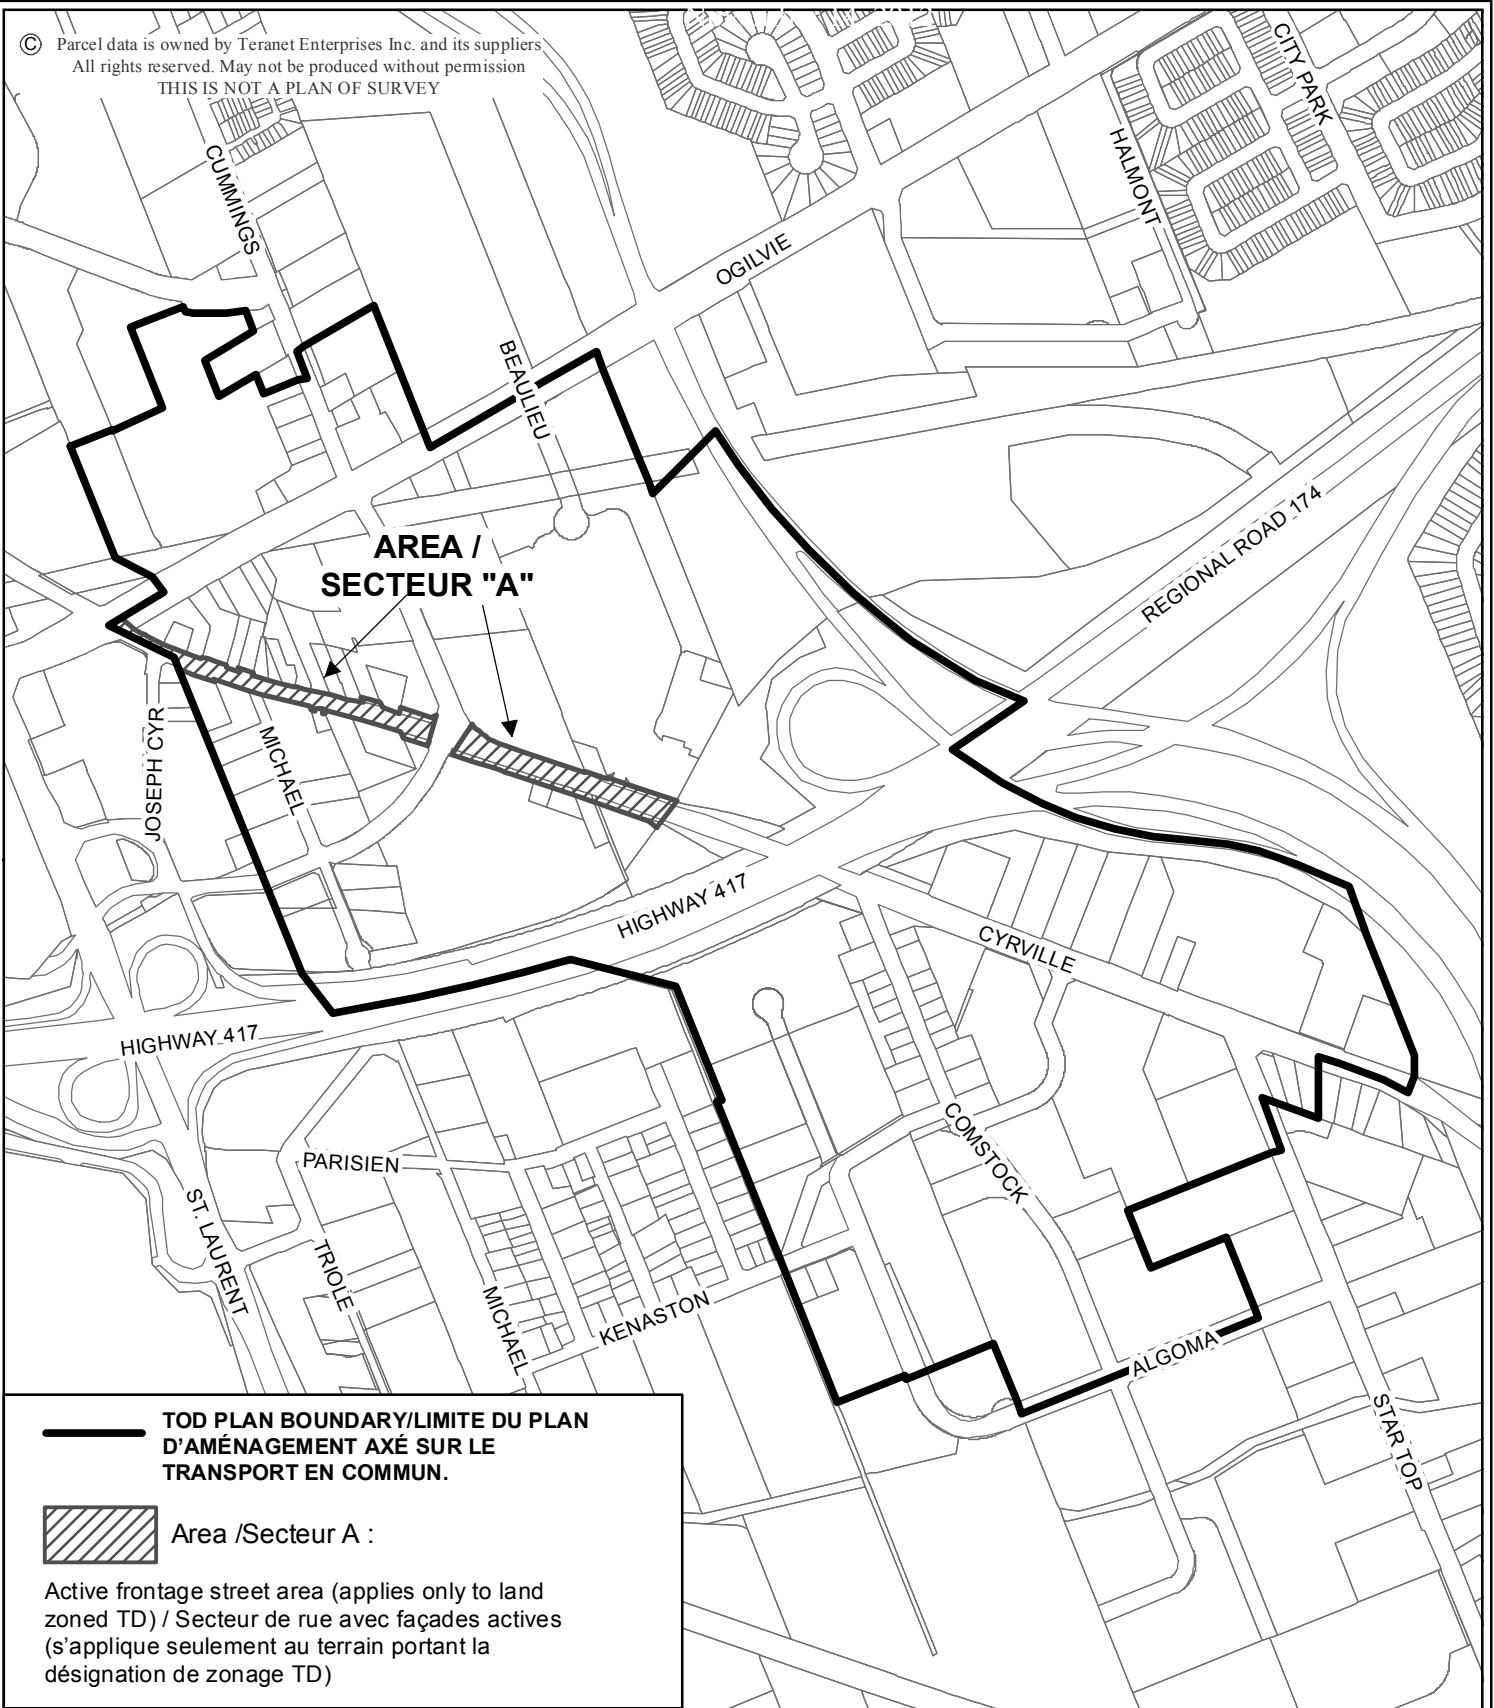 © Parcel data is owned by Teranet Enterprises Inc. and its suppliers
All rights reserved. May not be produced without permission
THIS IS NOT A PLAN OF SURVEY
CITY PARK
HALMONT
CUMMINGS
OGILVIE
BEAULIEU
REGIONAL ROAD 174
AREA /
SECTEUR "A"
JOSEPH CYR
MICHAEL
HIGHWAY 417
CYRVILLE
HIGHWAY 417
COMSTOCK
PARISIEN
ST. LAURENT
TRIOLE
MICHAEL
KENASTON
ALGOMA
STAR TOP
TOD PLAN BOUNDARY/LIMITE DU PLAN
D'AMÉNAGEMENT AXÉ SUR LE
TRANSPORT EN COMMUN.
Area /Secteur A :
Active frontage street area (applies only to land
zoned TD) / Secteur de rue avec façades actives
(s'applique seulement au terrain portant la
désignation de zonage TD)